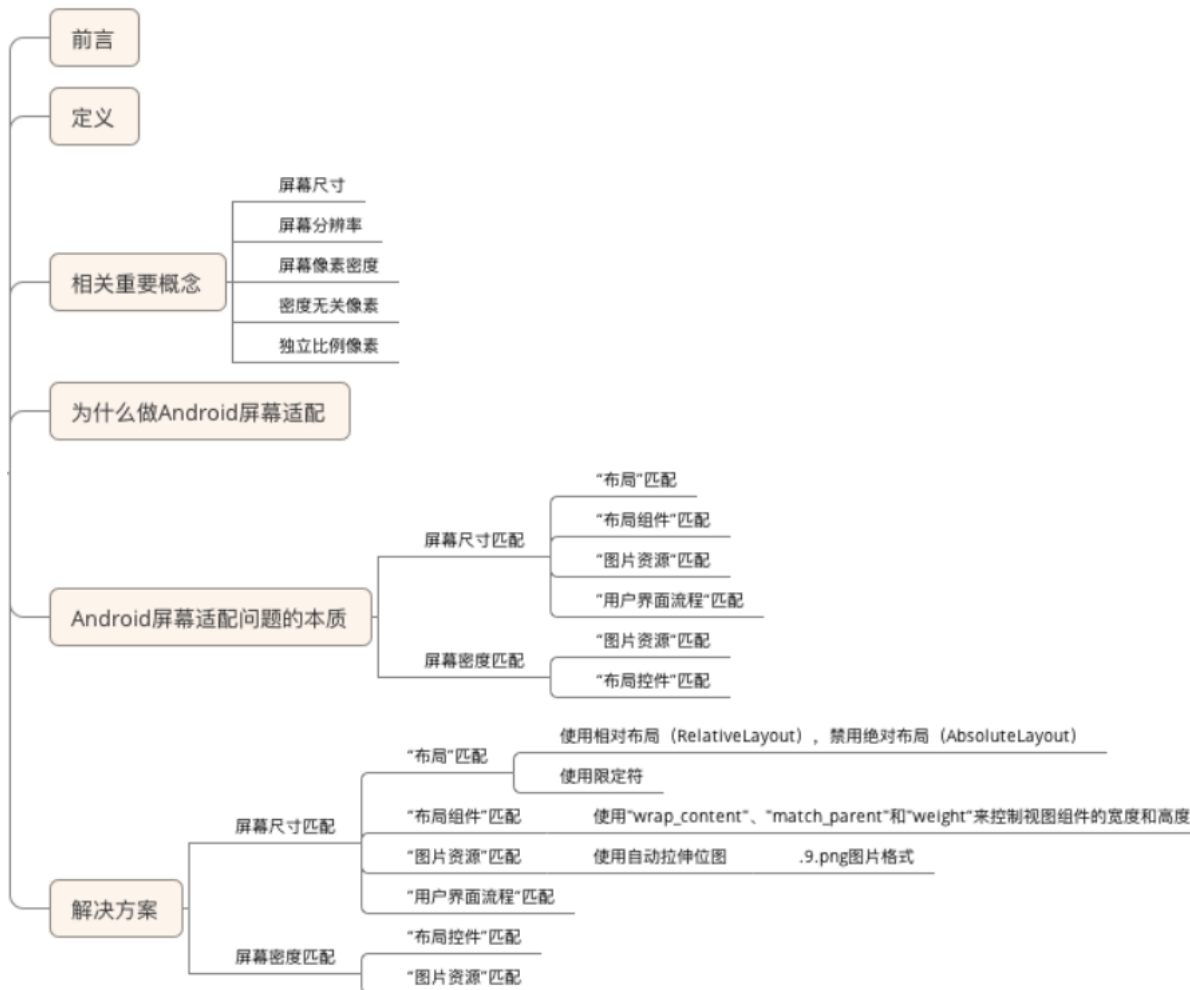 前言
定义
相关重要概念
屏幕尺寸
屏幕分辨率
屏幕像素密度
密度无关像素
独立比例像素
为什么做Android屏幕适配
Android屏幕适配问题的本质
屏幕尺寸匹配
“布局”匹配
“布局组件”匹配
“图片资源”匹配
“用户界面流程”匹配
屏幕密度匹配
“图片资源”匹配
“布局控件”匹配
解决方案
屏幕尺寸匹配
“布局”匹配
使用相对布局（RelativeLayout），禁用绝对布局（AbsoluteLayout）
使用限定符
“布局组件”匹配
使用"wrap_content"、"match_parent"和"weight"来控制视图组件的宽度和高度
“图片资源”匹配
使用自动拉伸位图
.9.png图片格式
“用户界面流程”匹配
屏幕密度匹配
“布局控件”匹配
“图片资源”匹配